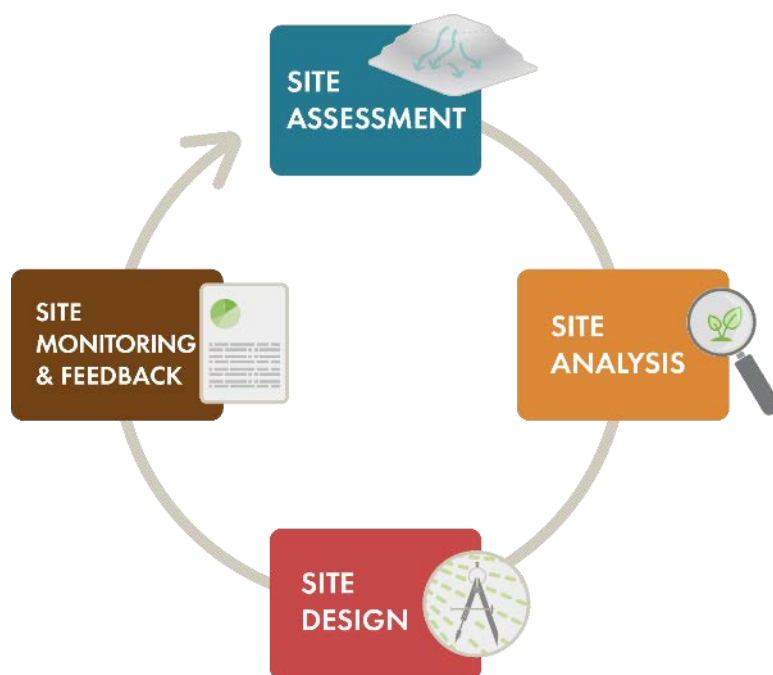 SITE
ASSESSMENT
SITE
ANALYSIS
SITE
DESIGN
SITE
MONITORING
& FEEDBACK